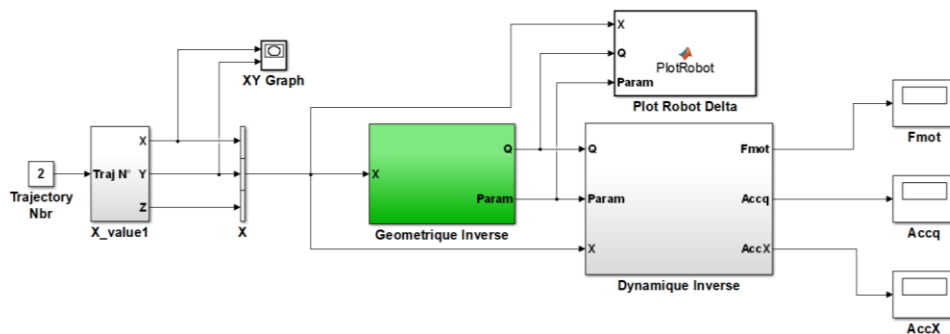 X
Q
Param
PlotRobot
Plot Robot Delta
XY Graph
2
Trajectory
Nbr
Traj N°
X
Y
Z
X_value1
X
X
Q
Param
Geometrique Inverse
Q
Param
X
Fmot
Accq
AccX
Dynamique Inverse
Fmot
Accq
AccX